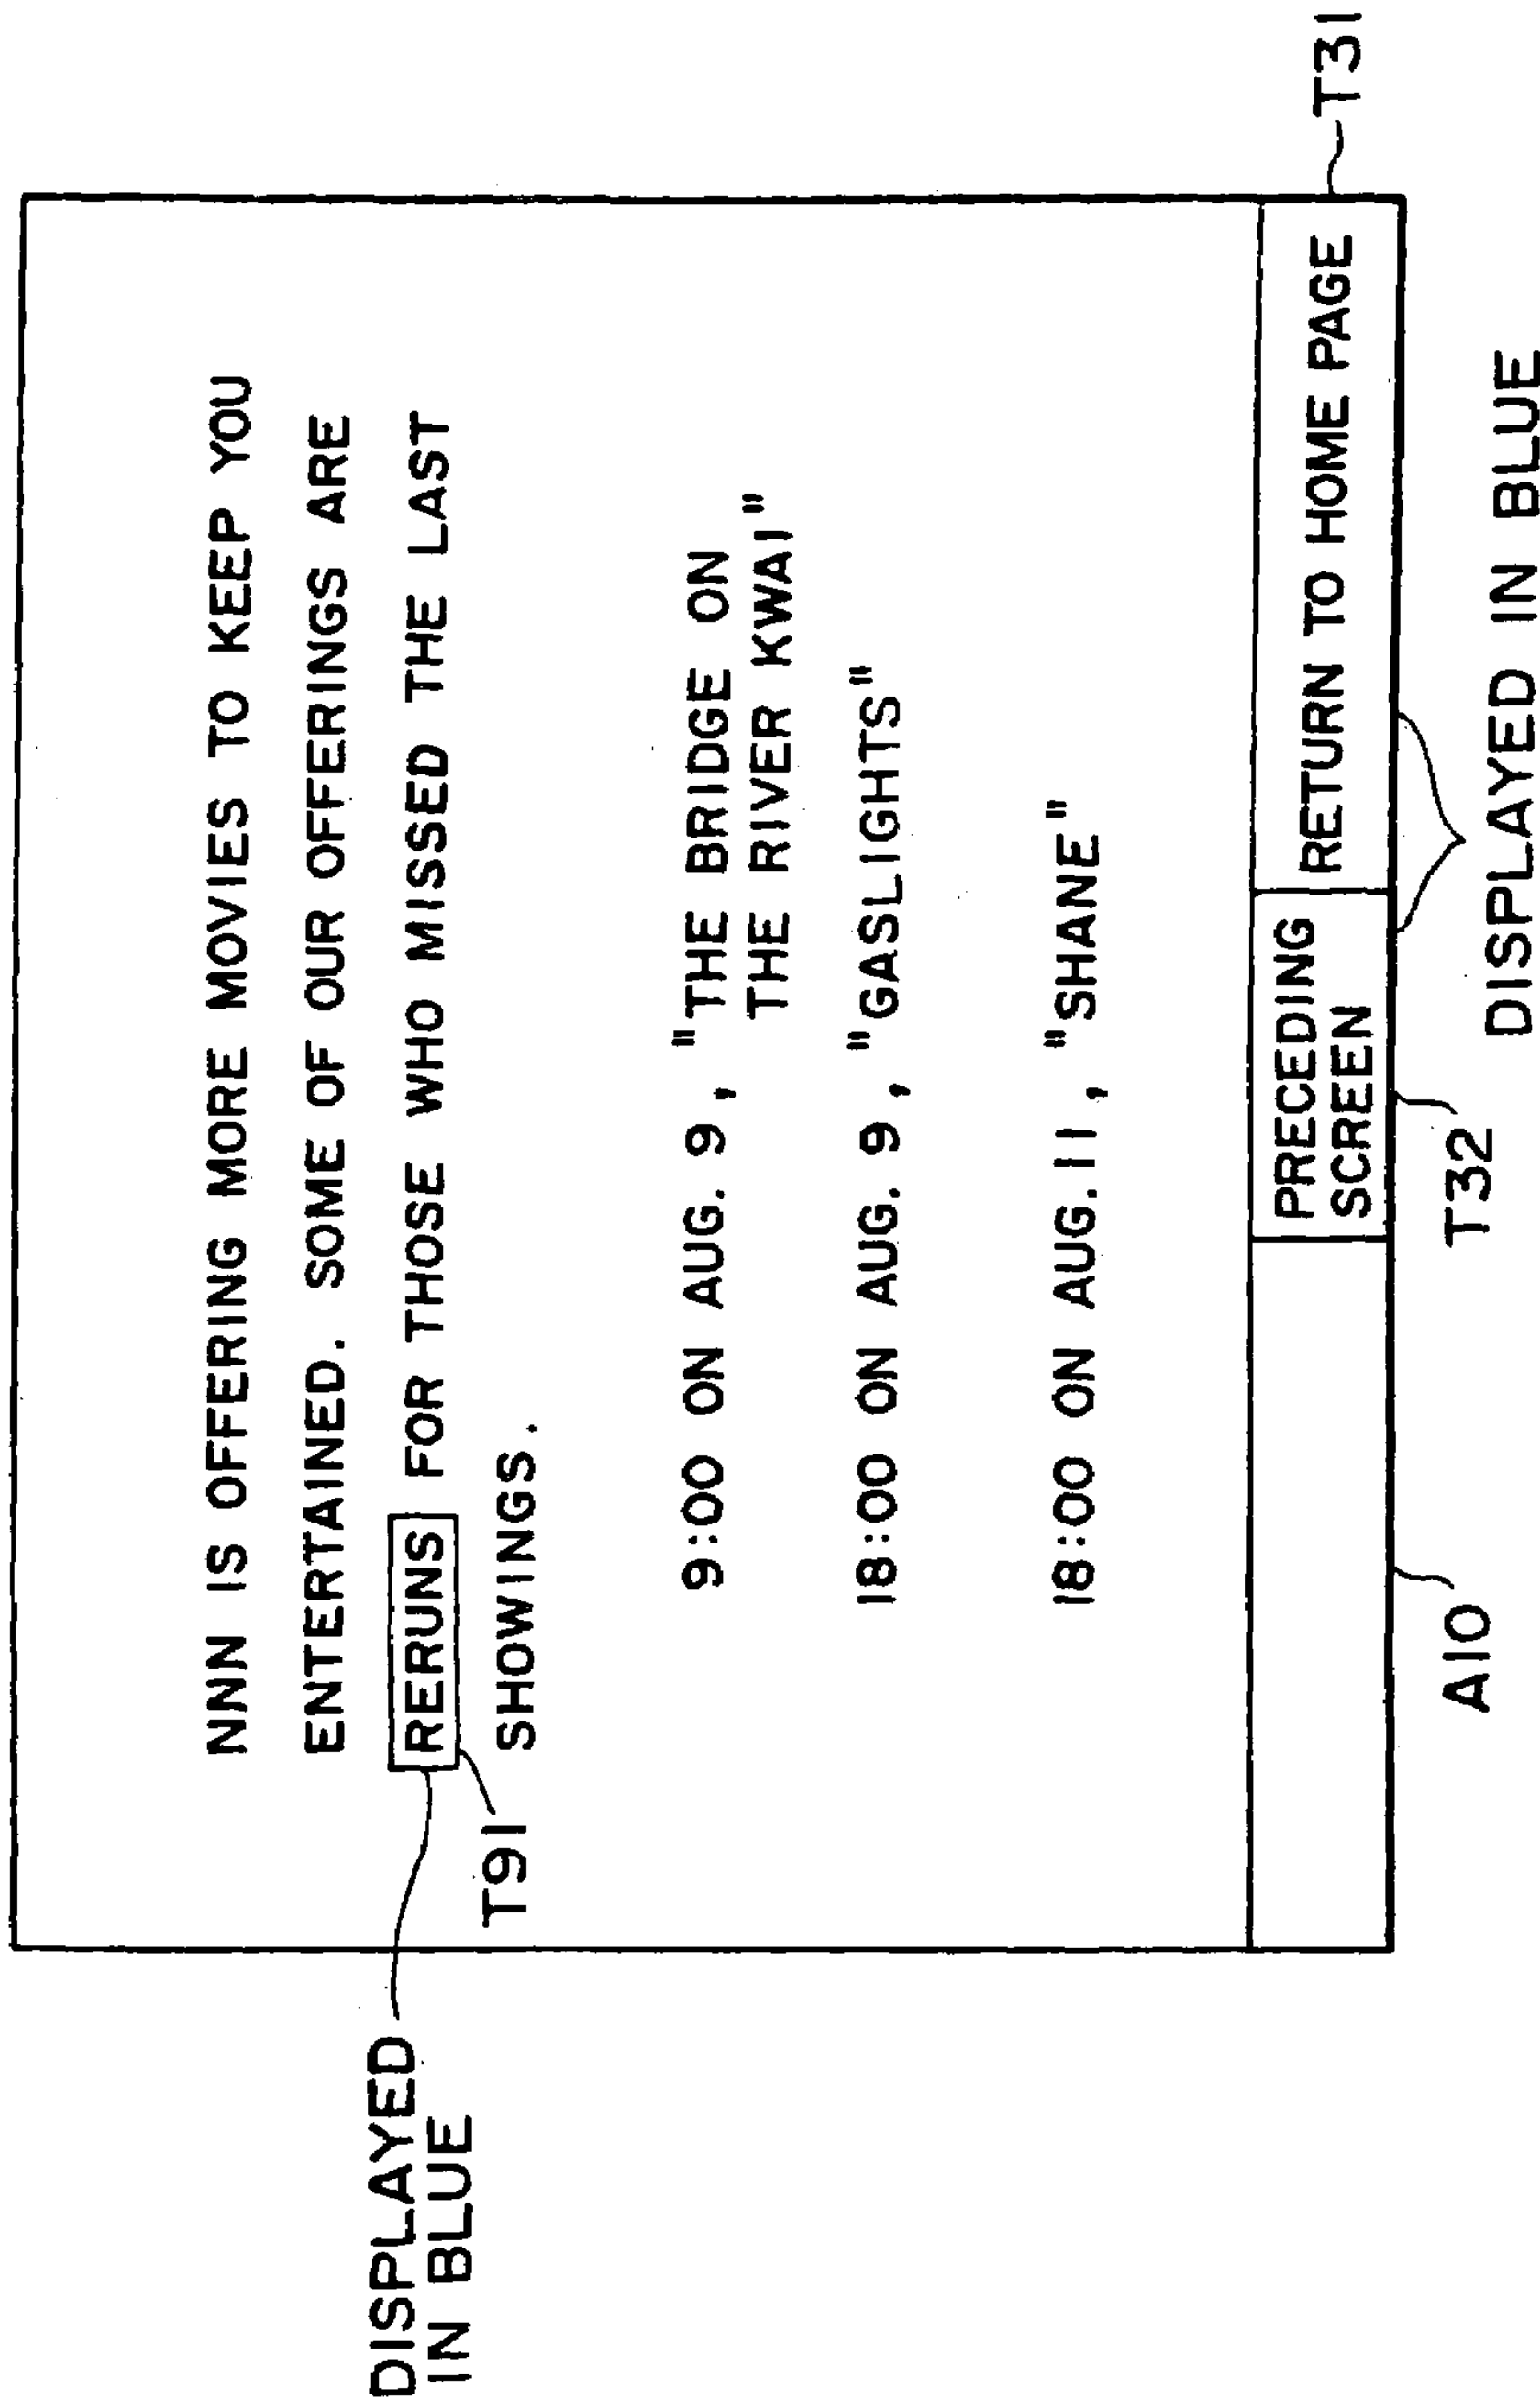 NNN IS OFFERING MORE MOVIES TO KEEP YOU
ENTERTAINED. SOME OF OUR OFFERINGS ARE
RERUNS FOR THOSE WHO MISSED THE LAST
SHOWINGS.
DISPLAYED
IN BLUE
T91
9:00 ON AUG. 9, "THE BRIDGE ON
THE RIVER KWAI"
18:00 ON AUG. 9, "GASLIGHTS"
18:00 ON AUG. 11, "SHANE"
PRECEDING
SCREEN
RETURN TO HOME PAGE
T31
A10
T32
DISPLAYED IN BLUE